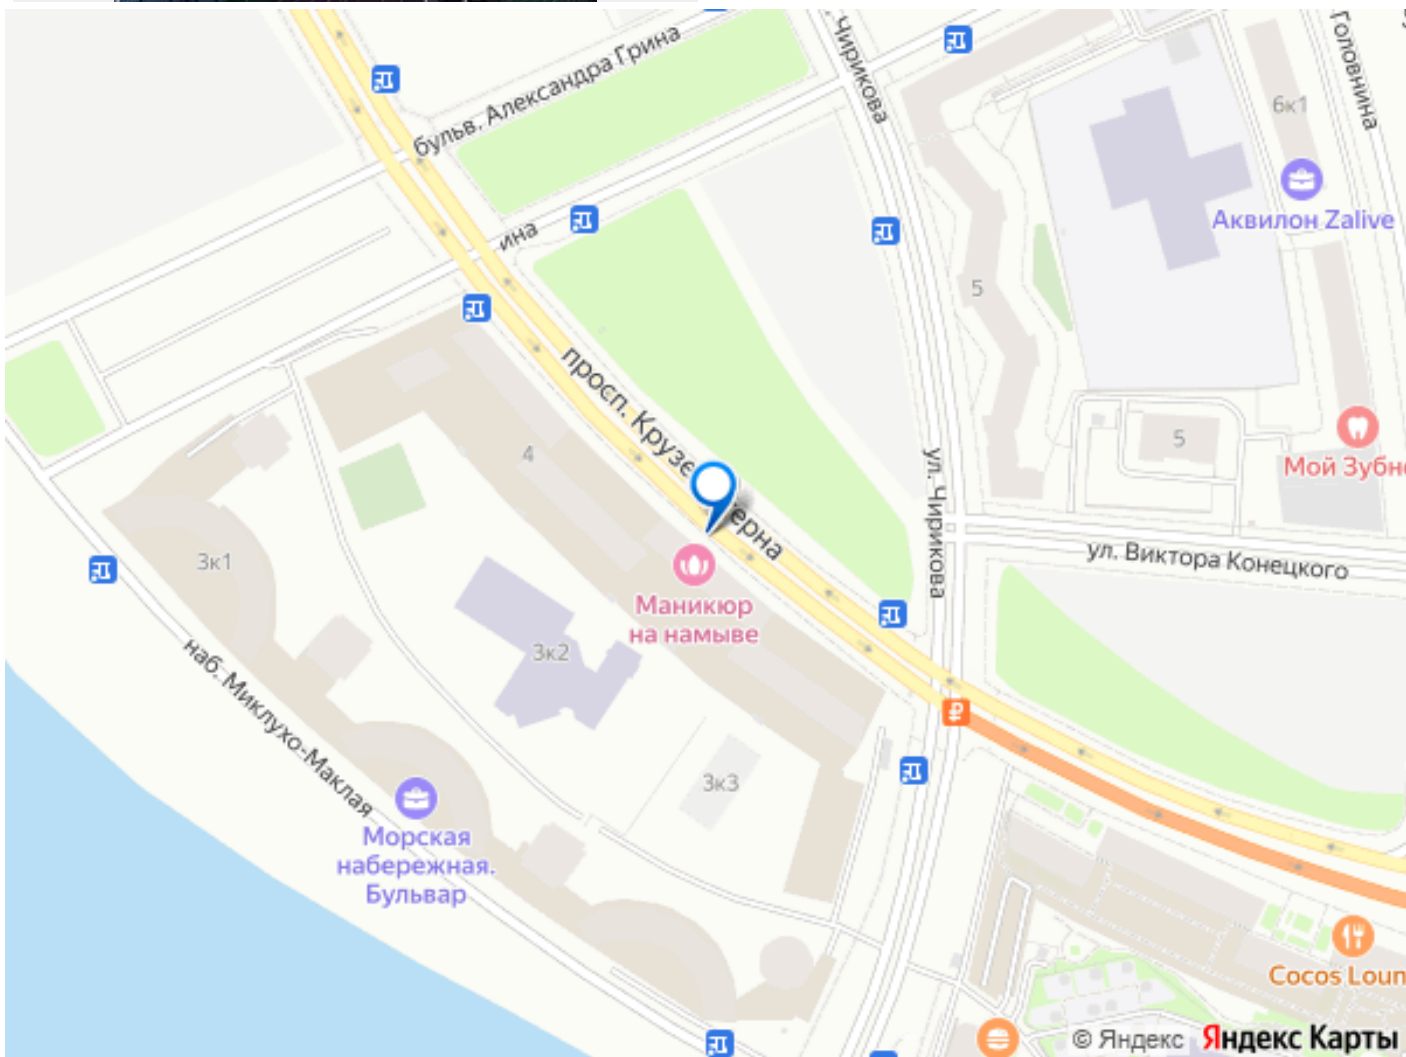 ул. Чирикова
Головнина
бульв. Александра Грина
6к1
Аквилон Zalive
ина
5
просп. Крузе
ерна
4
5
Мой Зубн
ул. Чирикова
ул. Виктора Конецкого
3к1
Маникюр
на намыве
3к2
наб. Миклухо-Маклая
3к3
Морская
набережная.
Бульвар
Cocos Loun
© Яндекс Яндекс Карты